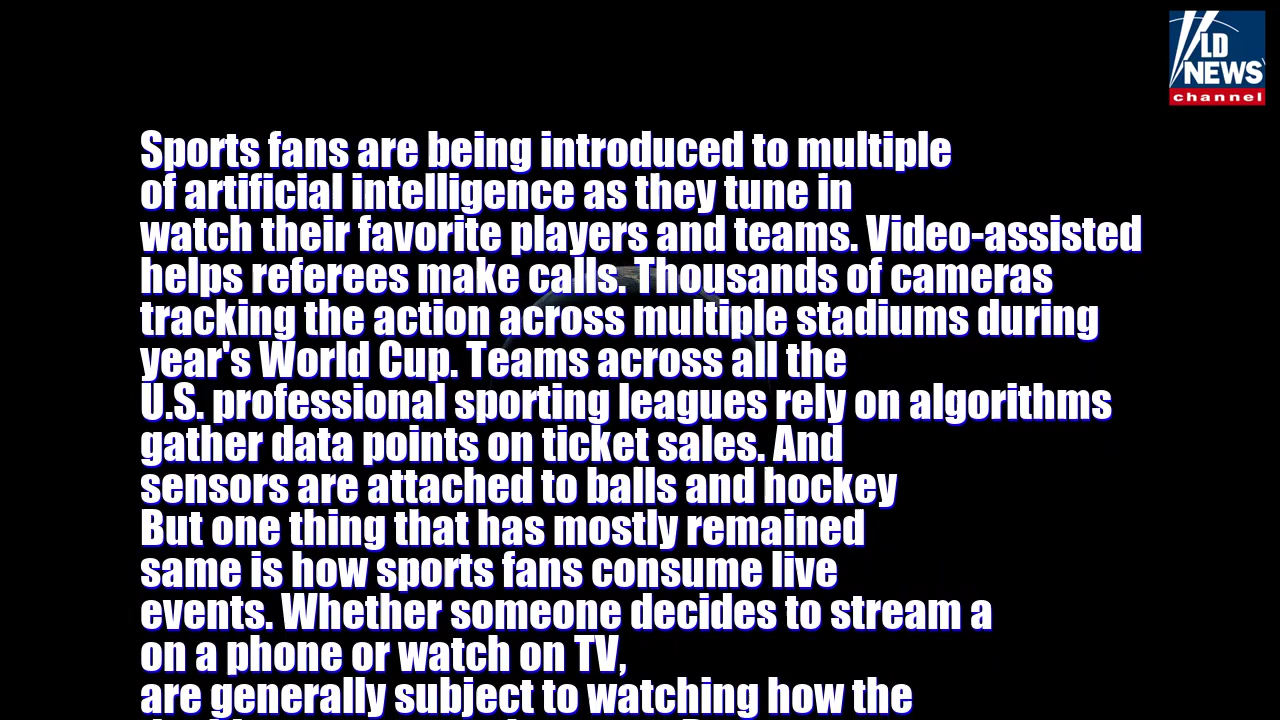 LD
NEWS
channel
Sports fans are being introduced to multiple
of artificial intelligence as they tune in
watch their favorite players and teams. Video-assisted
helps referees make calls. Thousands of cameras
tracking the action across multiple stadiums during
year's World Cup. Teams across all the
U.S. professional sporting leagues rely on algorithms
gather data points on ticket sales. And
sensors are attached to balls and hockey
But one thing that has mostly remained
same is how sports fans consume live
events. Whether someone decides to stream a
on a phone or watch on TV,
are generally subject to watching how the